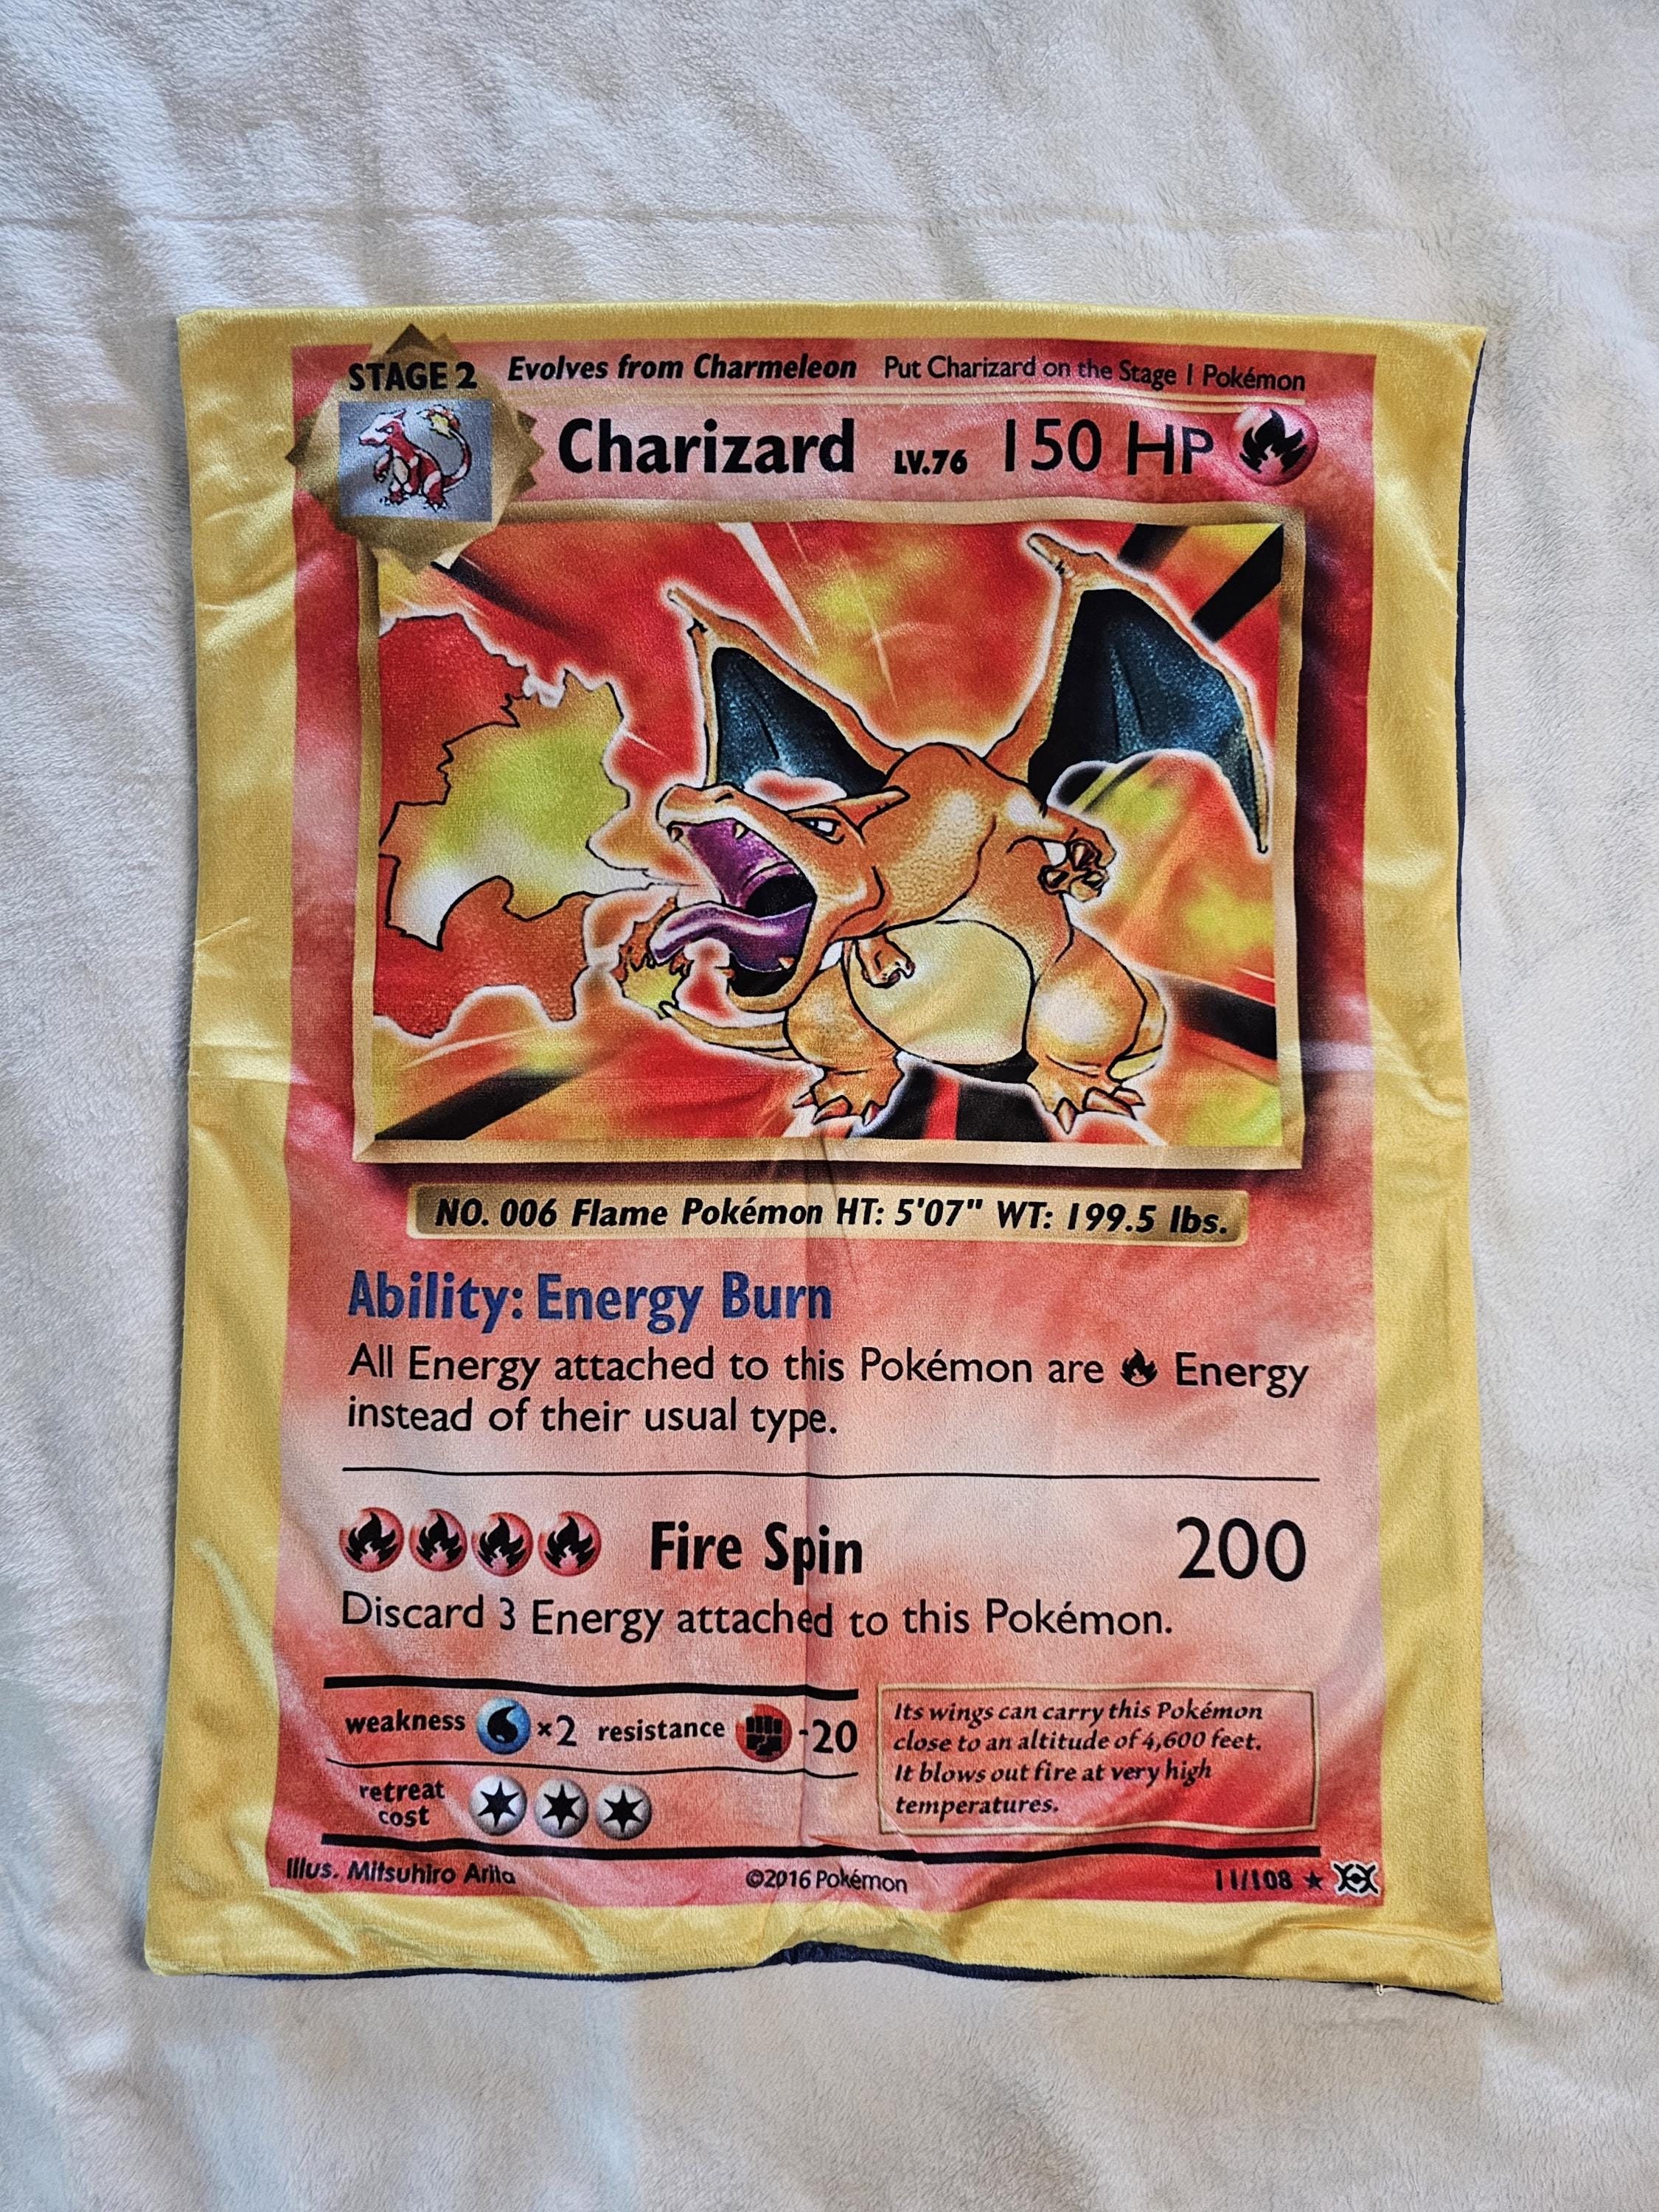 STAGE 2 Evolves from Charmeleon Put Charizard on the Stage 1 Pokémon
Charizard LV.76 150 HP
NO. 006 Flame Pokémon HT: 5'07" WT: 199.5 lbs.
Ability: Energy Burn
All Energy attached to this Pokémon are Energy
instead of their usual type.
Fire Spin 200
Discard 3 Energy attached to this Pokémon.
weakness ×2 resistance -20
retreat
cost
Its wings can carry this Pokémon
close to an altitude of 4,600 feet.
It blows out fire at very high
temperatures.
Illus. Mitsuhiro Arita ©2016 Pokémon 11/108 ★